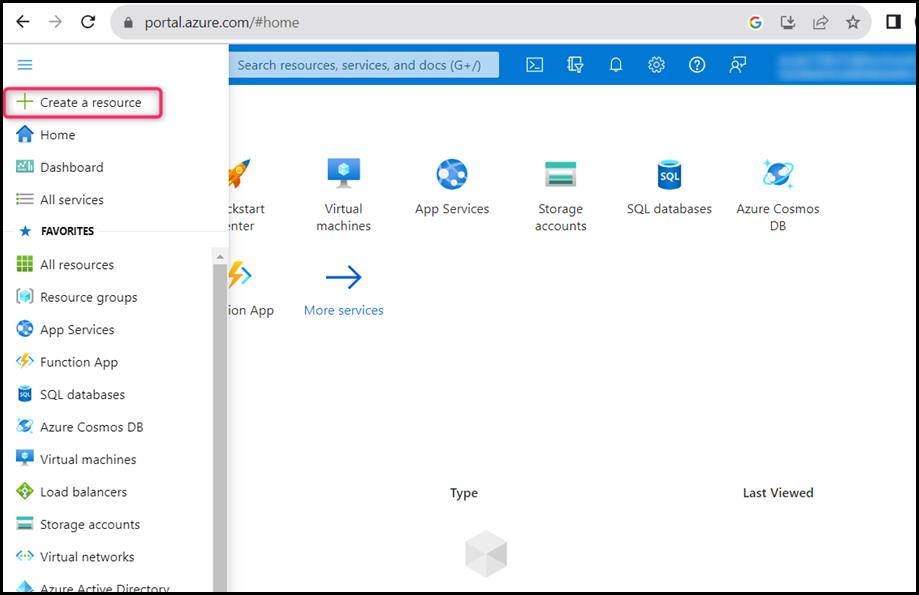 portal.azure.com/#home
Search resources, services, and docs (G+/)
Create a resource
Home
Dashboard
All services
FAVORITES
All resources
Resource groups
App Services
Function App
SQL databases
Azure Cosmos DB
Virtual machines
Load balancers
Storage accounts
Virtual networks
Azure Active Directory
ckstart
enter
Virtual
machines
App Services
Storage
accounts
SQL
SQL databases
Azure Cosmos
DB
ion App
More services
Type
Last Viewed